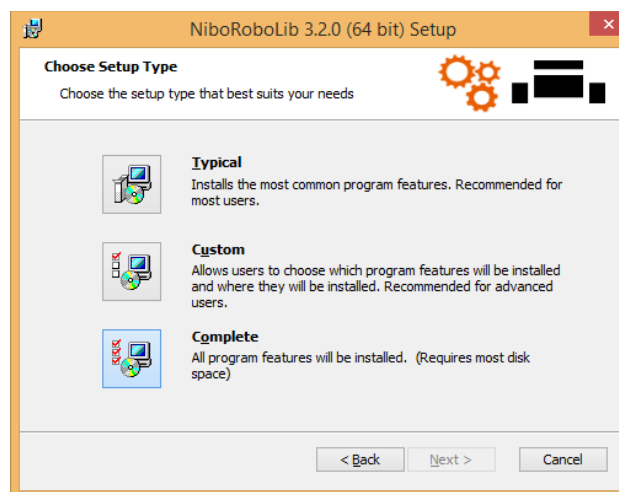 NiboRoboLib 3.2.0 (64 bit) Setup
Choose Setup Type
Choose the setup type that best suits your needs
Typical
Installs the most common program features. Recommended for
most users.
Custom
Allows users to choose which program features will be installed
and where they will be installed. Recommended for advanced
users.
Complete
All program features will be installed. (Requires most disk
space)
< Back Next > Cancel